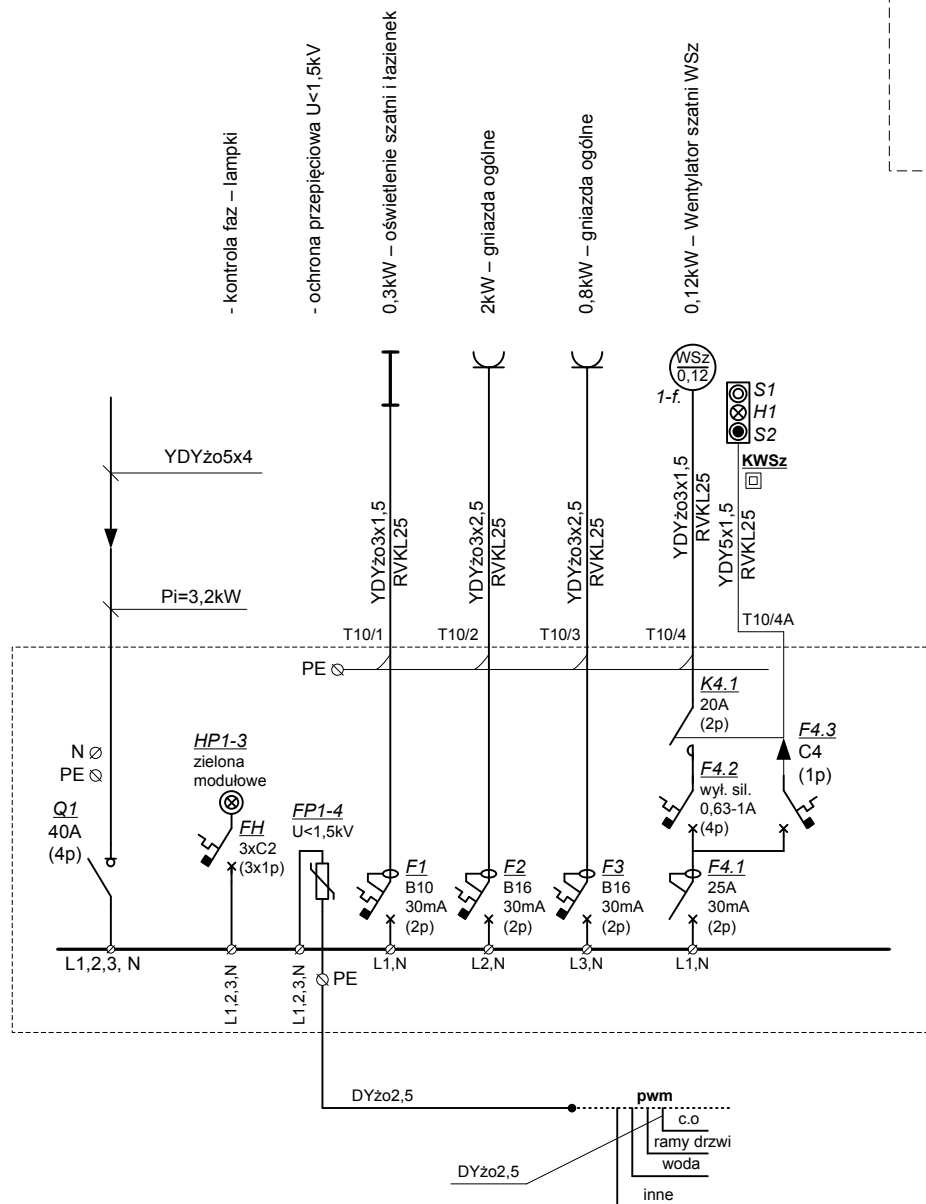 - kontrola faz – lampki
- ochrona przepięciowa U<1,5kV
0,3kW – oświetlenie szatni i łazienek
2kW – gniazda ogólne
0,8kW – gniazda ogólne
0,12kW – Wentylator szatni WSz
WSz
0,12
1-f.
S1
H1
S2
KWSz
YDYżo5x4
Pi=3,2kW
YDYżo3x1,5
RVKL25
YDYżo3x2,5
RVKL25
YDYżo3x2,5
RVKL25
YDYżo3x1,5
RVKL25
YDY5x1,5
RVKL25
T10/1
T10/2
T10/3
T10/4
T10/4A
PE
N
PE
Q1
40A
(4p)
HP1-3
zielona
modułowe
FH
3xC2
(3x1p)
FP1-4
U<1,5kV
F1
B10
30mA
(2p)
F2
B16
30mA
(2p)
F3
B16
30mA
(2p)
K4.1
20A
(2p)
F4.2
wył. sil.
0,63-1A
(4p)
F4.3
C4
(1p)
F4.1
25A
30mA
(2p)
L1,2,3, N
L1,2,3,N
L1,2,3,N
PE
L1,N
L2,N
L3,N
L1,N
DYżo2,5
pwm
c.o
ramy drzwi
woda
inne
DYżo2,5